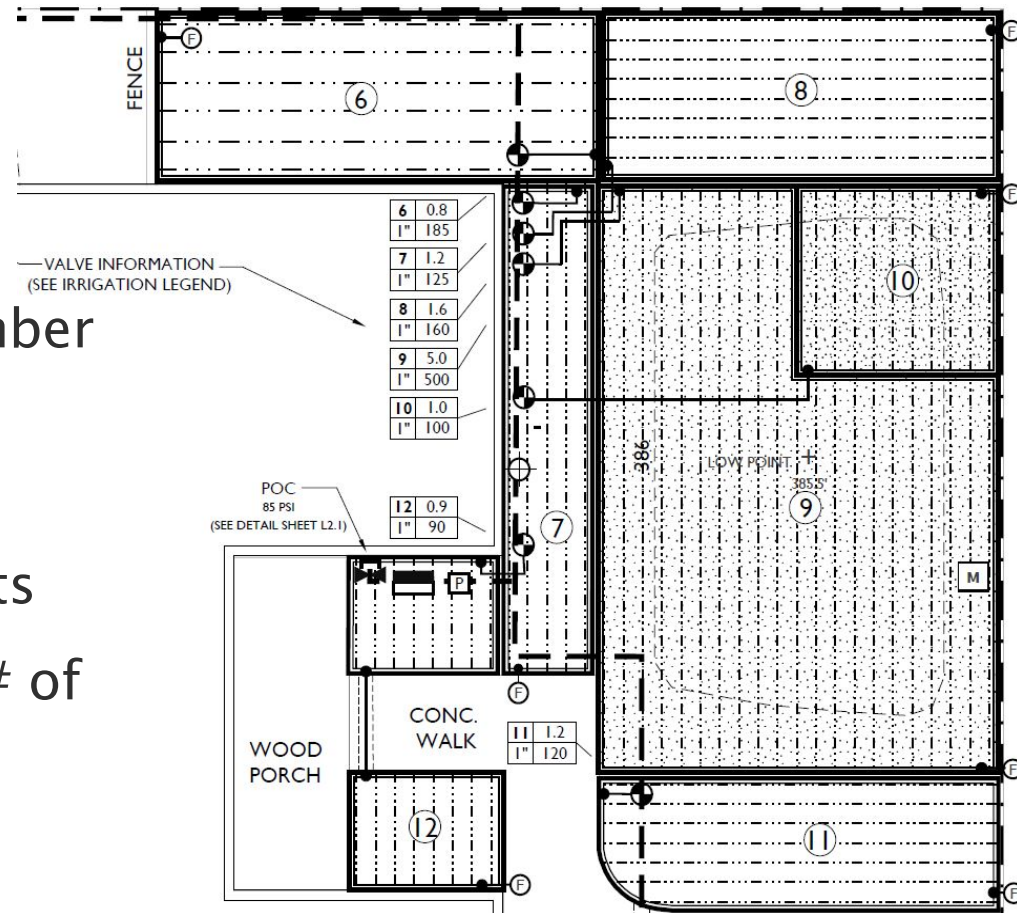 F
FENCE
6
8
F
F
6 0.8
1" 185
VALVE INFORMATION
(SEE IRRIGATION LEGEND)
7 1.2
1" 125
8 1.6
1" 160
9 5.0
1" 500
10 1.0
1" 100
10
386
LOW POINT
385.5'
9
POC
85 PSI
(SEE DETAIL SHEET L2.1)
12 0.9
1" 90
7
P
M
ts
# of
F
CONC.
WALK
WOOD
PORCH
11 1.2
1" 120
F
12
11
F
F